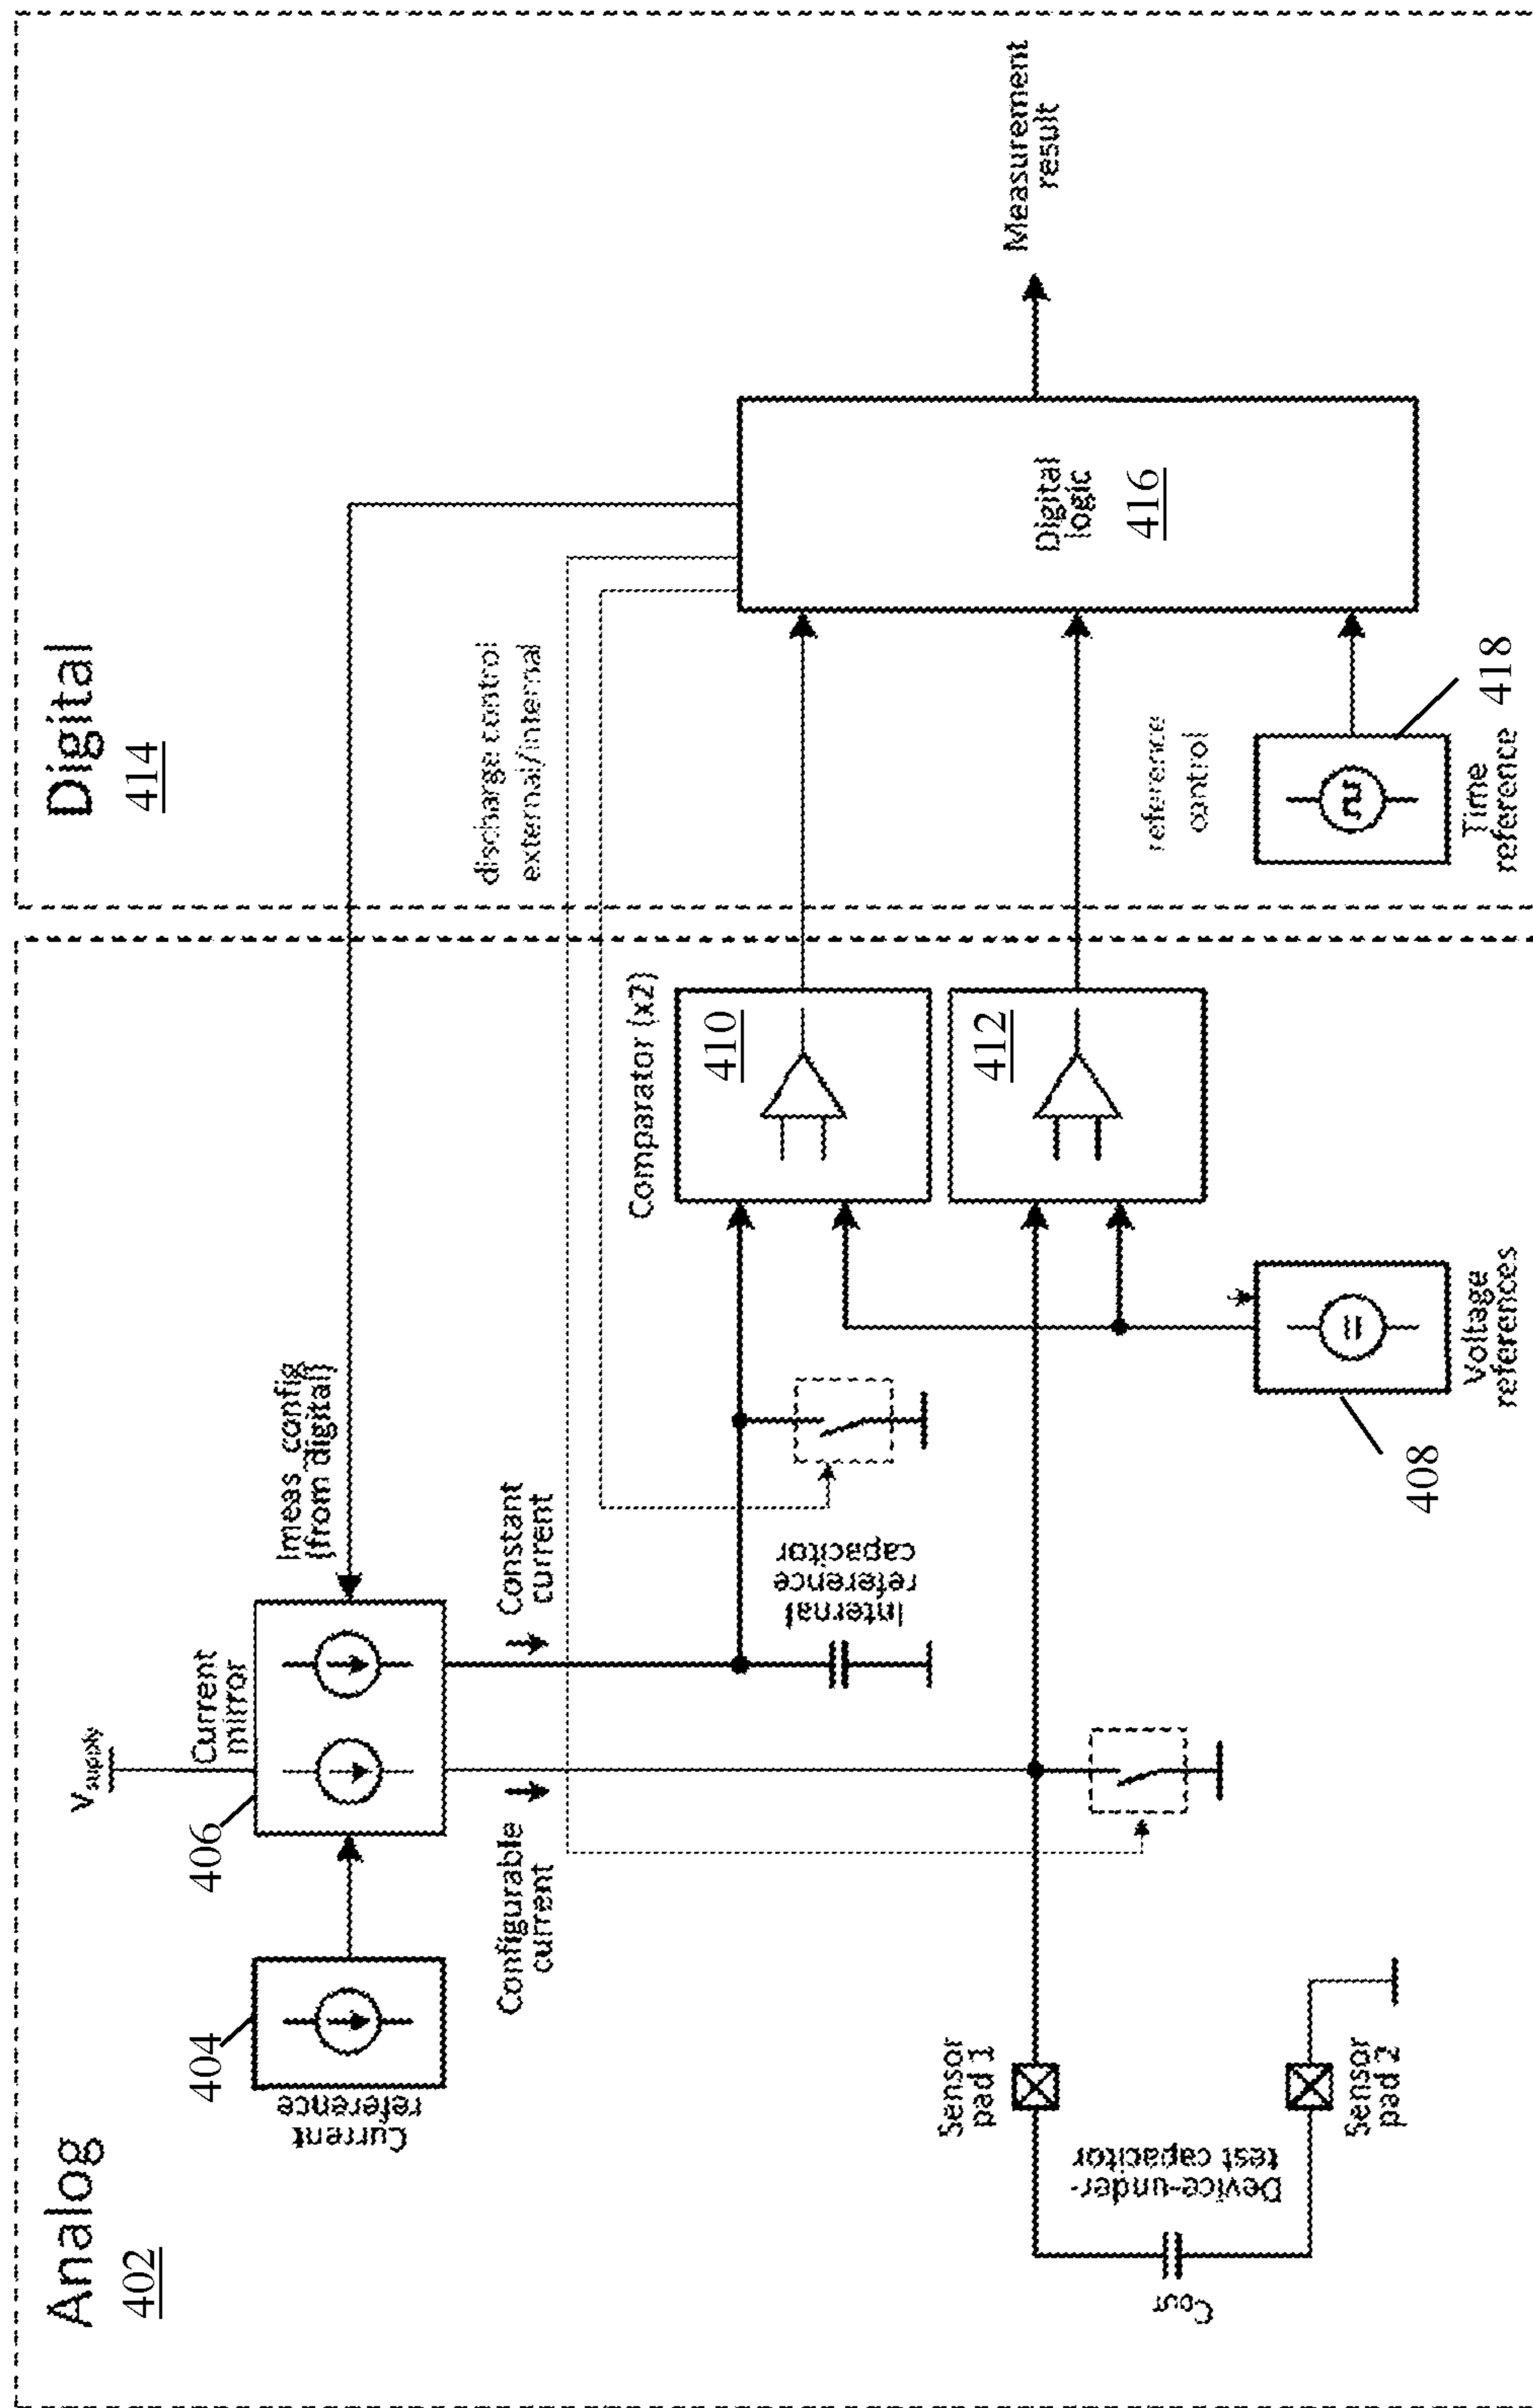 Analog
402
Digital
414
Vsupply
406
Current
mirror
404
Current
reference
Imeas_config
(from digital)
Configurable
current
Constant
current
discharge control
external/internal
Internal
reference
capacitor
Comparator (x2)
410
412
Sensor
pad 1
Device-under-
test capacitor
Sensor
pad 2
408
Voltage
references
reference
control
Time
reference
418
Digital
logic
416
Measurement
result